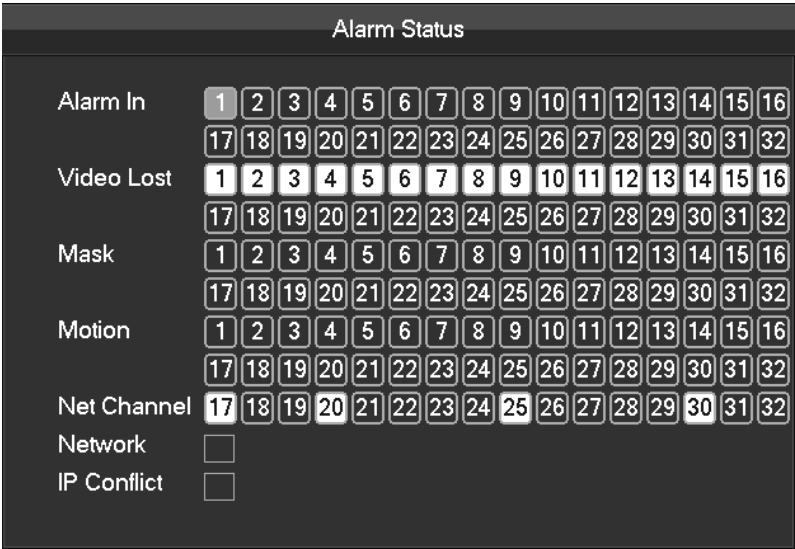 Alarm Status
Alarm In 1 2 3 4 5 6 7 8 9 10 11 12 13 14 15 16
17 18 19 20 21 22 23 24 25 26 27 28 29 30 31 32
Video Lost 1 2 3 4 5 6 7 8 9 10 11 12 13 14 15 16
17 18 19 20 21 22 23 24 25 26 27 28 29 30 31 32
Mask 1 2 3 4 5 6 7 8 9 10 11 12 13 14 15 16
17 18 19 20 21 22 23 24 25 26 27 28 29 30 31 32
Motion 1 2 3 4 5 6 7 8 9 10 11 12 13 14 15 16
17 18 19 20 21 22 23 24 25 26 27 28 29 30 31 32
Net Channel 17 18 19 20 21 22 23 24 25 26 27 28 29 30 31 32
Network
IP Conflict